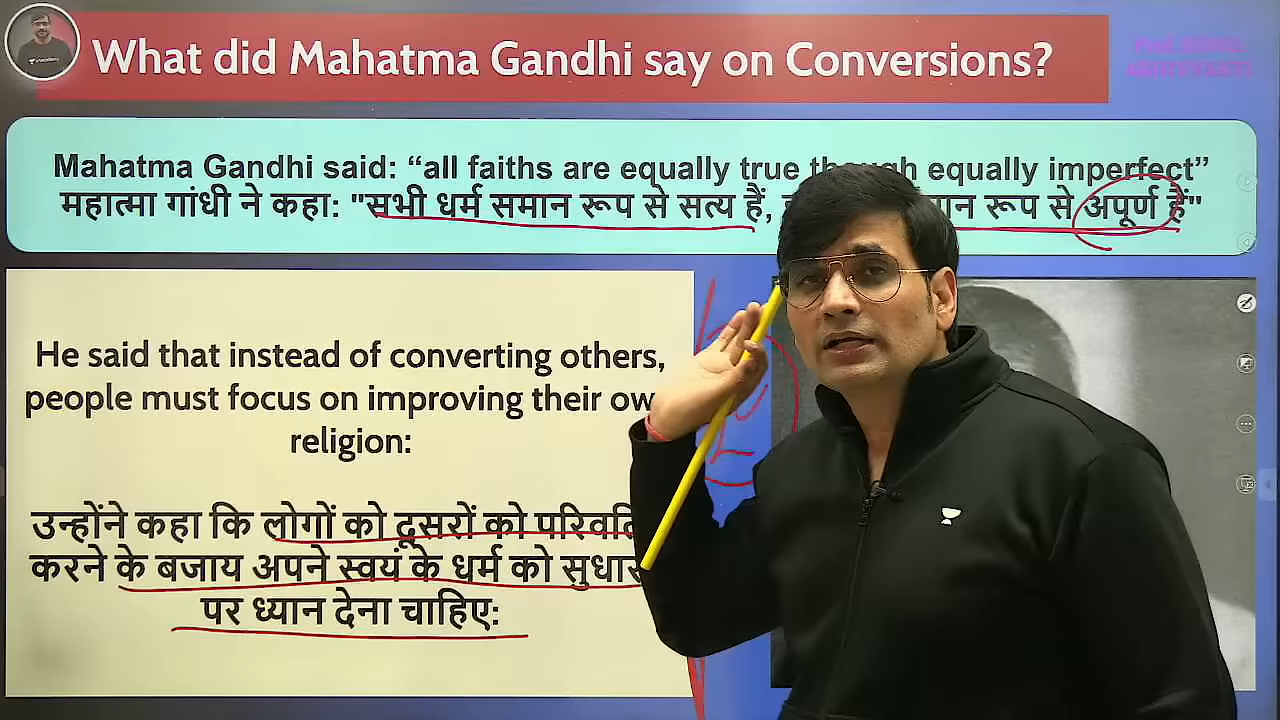 What did Mahatma Gandhi say on Conversions?
Mahatma Gandhi said: “all faiths are equally true though equally imperfect”
महात्मा गांधी ने कहा: "सभी धर्म समान रूप से सत्य हैं, रूप से अपूर्ण हैं"
He said that instead of converting others,
people must focus on improving their
religion:
उन्होंने कहा कि लोगों को दूसरों को
करने के बजाय अपने स्वयं के धर्म को
पर ध्यान देना चाहिए: